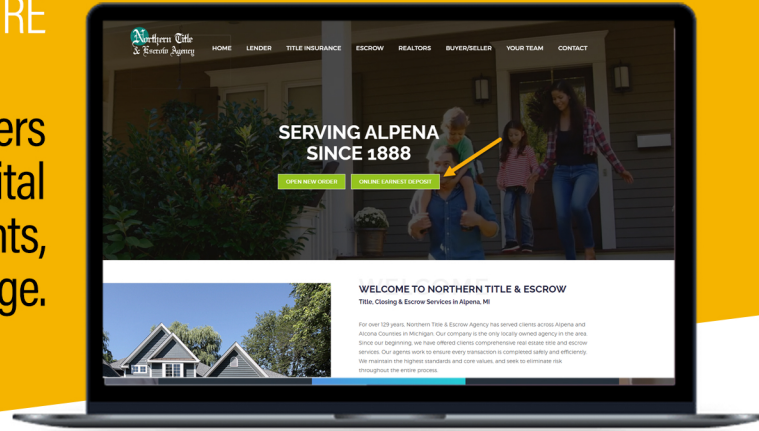 RE
ers
ital
nts,
ge.
Northern Title
& Escrow Agency
HOME LENDER TITLE INSURANCE ESCROW REALTORS BUYER/SELLER YOUR TEAM CONTACT
SERVING ALPENA
SINCE 1888
OPEN NEW ORDER ONLINE EARNEST DEPOSIT
WELCOME
WELCOME TO NORTHERN TITLE & ESCROW
Title, Closing & Escrow Services in Alpena, MI
For over 129 years, Northern Title & Escrow Agency has served clients across Alpena and
Alcona Counties in Michigan. Our company is the only locally owned agency in the area.
Since our beginning, we have offered clients comprehensive real estate title and escrow
services. Our agents work to ensure every transaction is completed safely and efficiently.
We maintain the highest standards and core values, and seek to eliminate risk
throughout the entire process.